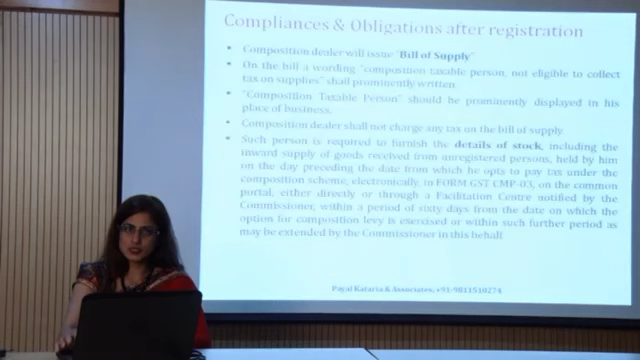 Compliances & Obligations after registration
Composition dealer will issue "Bill of Supply"
On the bill a wording "composition taxable person, not eligible to collect
tax on supplies" shall prominently written.
"Composition Taxable Person" should be prominently displayed in his
place of business.
Composition dealer shall not charge any tax on the bill of supply.
Such person is required to furnish the details of stock, including the
inward supply of goods received from unregistered persons, held by him
on the day preceding the date from which he opts to pay tax under the
composition scheme, electronically, in FORM GST CMP-03, on the common
portal, either directly or through a Facilitation Centre notified by the
Commissioner, within a period of sixty days from the date on which the
option for composition levy is exercised or within such further period as
may be extended by the Commissioner in this behalf
Payal Kataria & Associates, +91-9811510274